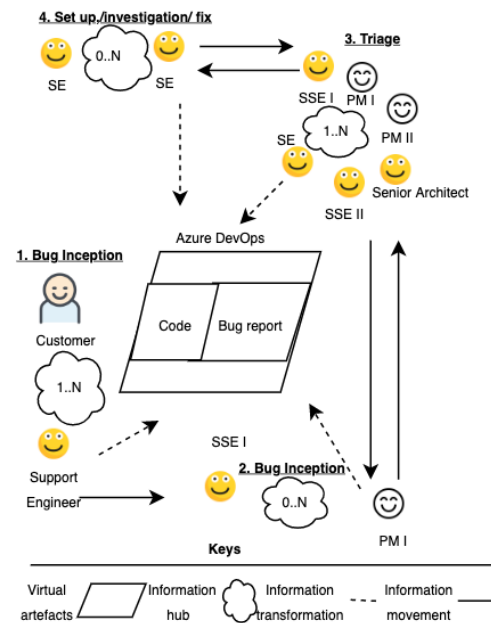 4. Set up,/investigation/ fix
0..N
SE
SE
3. Triage
SSE I
PM I
PM II
1..N
SE
Senior Architect
SSE II
Azure DevOps
1. Bug Inception
Code
Bug report
Customer
1..N
Support
Engineer
SSE I
2. Bug Inception
0..N
PM I
Keys
Virtual
artefacts
Information
hub
Information
transformation
Information
movement